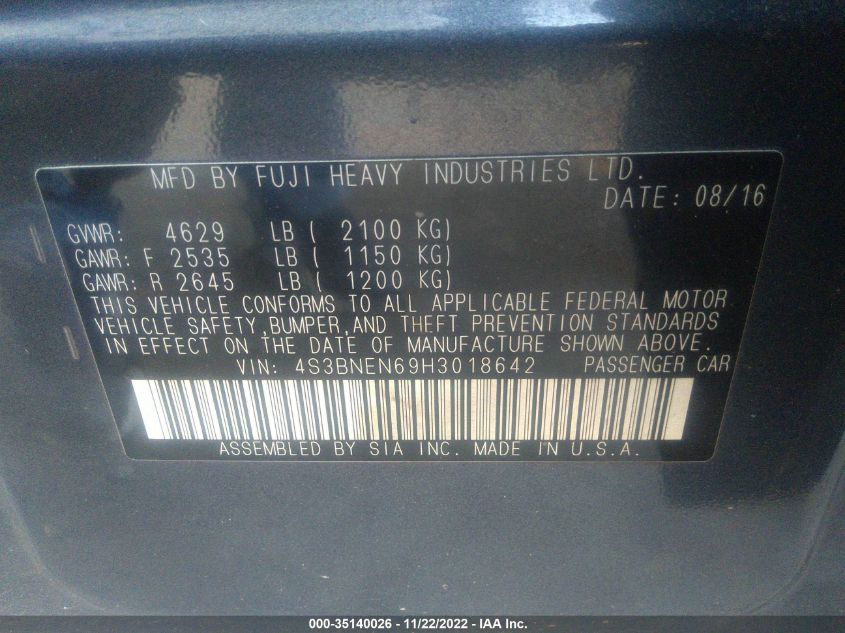 MFD BY FUJI HEAVY INDUSTRIES LTD.
DATE: 08/16
GVWR: 4629 LB ( 2100 KG)
GAWR: F 2535 LB ( 1150 KG)
GAWR: R 2645 LB ( 1200 KG)
THIS VEHICLE CONFORMS TO ALL APPLICABLE FEDERAL MOTOR
VEHICLE SAFETY,BUMPER,AND THEFT PREVENTION STANDARDS
IN EFFECT ON THE DATE OF MANUFACTURE SHOWN ABOVE.
VIN: 4S3BNEN69H3018642 PASSENGER CAR
ASSEMBLED BY SIA INC. MADE IN U.S.A.
000-35140026 - 11/22/2022 - IAA Inc.